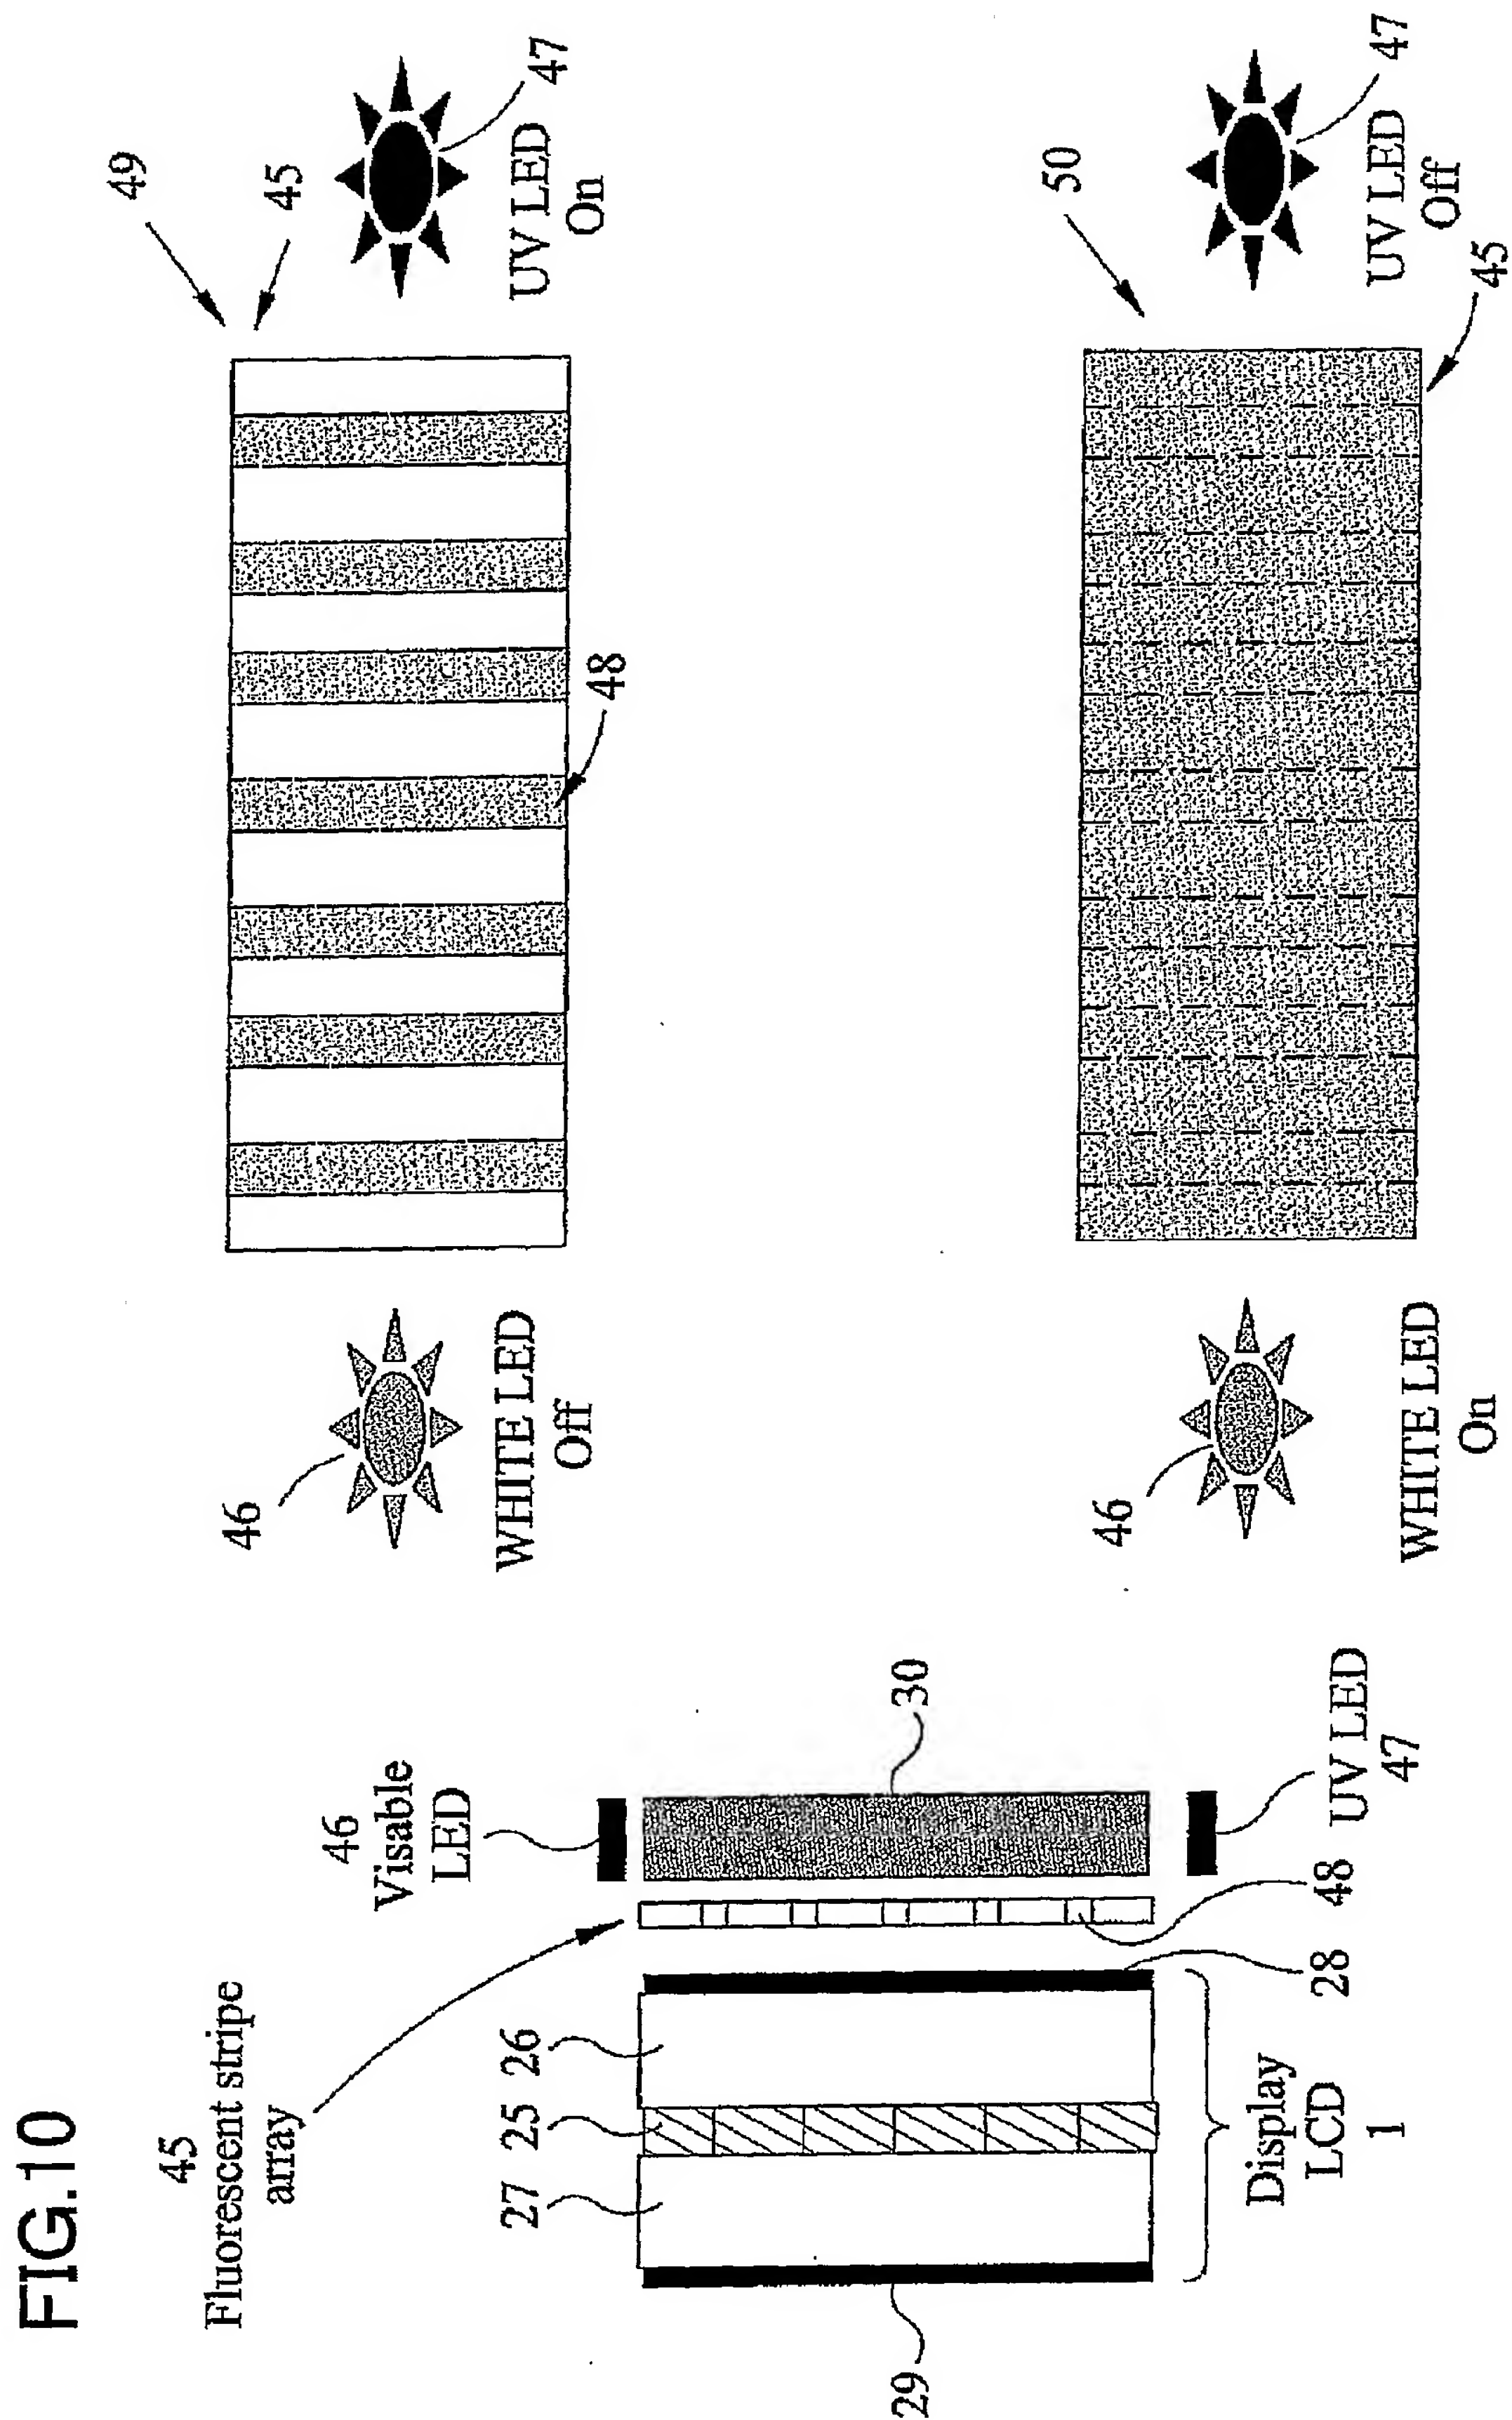 FIG.10
45
Fluorescent stripe
array
46
Visable
LED
27
25
26
29
Display
LCD
1
28
48
30
UV LED
47
46
WHITE LED
Off
49
45
48
47
UV LED
On
46
WHITE LED
On
50
47
UV LED
Off
45